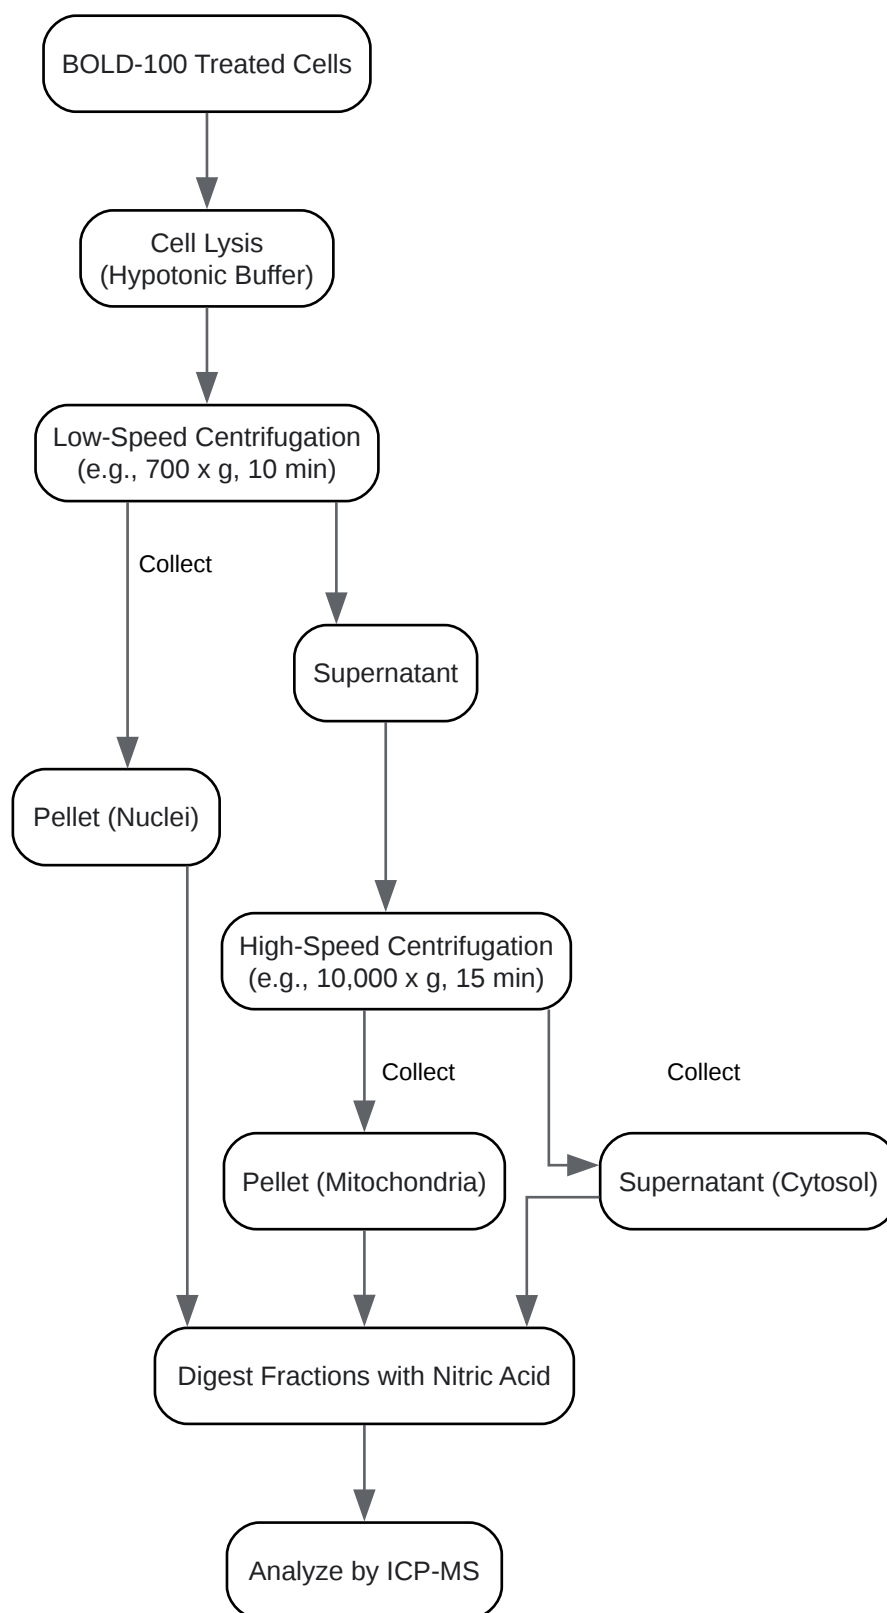 BOLD-100 Treated Cells
Cell Lysis
(Hypotonic Buffer)
Low-Speed Centrifugation
(e.g., 700 x g, 10 min)
Collect
Supernatant
Pellet (Nuclei)
High-Speed Centrifugation
(e.g., 10,000 x g, 15 min)
Collect
Collect
Pellet (Mitochondria)
Supernatant (Cytosol)
Digest Fractions with Nitric Acid
Analyze by ICP-MS